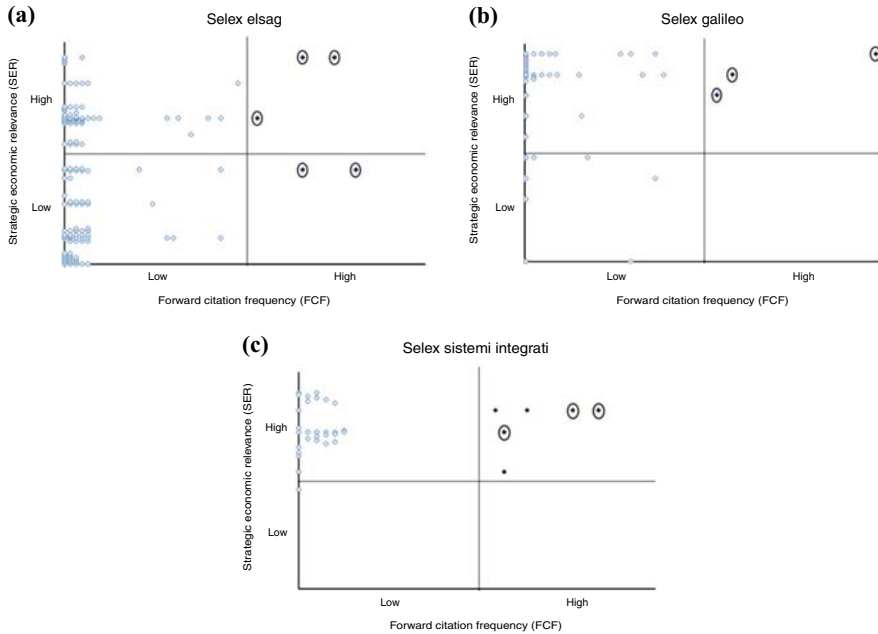 (a)
Selex elsag
Strategic economic relevance (SER)
High
Low
Low
High
Forward citation frequency (FCF)
(b)
Selex galileo
Strategic economic relevance (SER)
High
Low
Low
High
Forward citation frequency (FCF)
(c)
Selex sistemi integrati
Strategic economic relevance (SER)
High
Low
Low
High
Forward citation frequency (FCF)